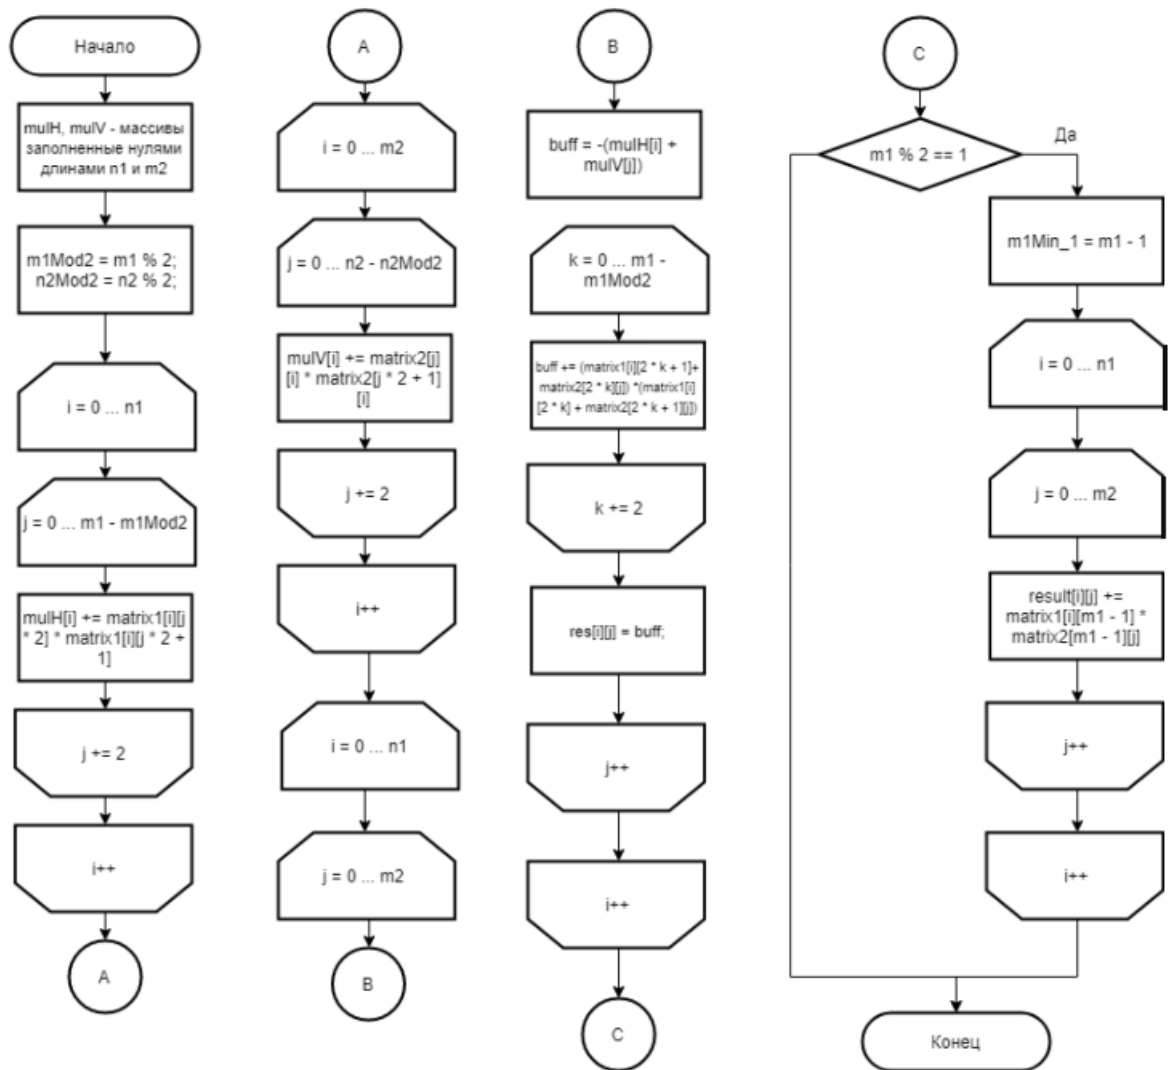 Начало
mulH, mulV - массивы
заполненные нулями
длинами n1 и m2
m1Mod2 = m1 % 2;
n2Mod2 = n2 % 2;
i = 0 ... n1
j = 0 ... m1 - m1Mod2
mulH[i] += matrix1[i][j
* 2] * matrix1[i][j * 2 +
1]
j += 2
i++
A
A
i = 0 ... m2
j = 0 ... n2 - n2Mod2
mulV[i] += matrix2[j]
[i] * matrix2[j * 2 + 1]
[i]
j += 2
i++
i = 0 ... n1
j = 0 ... m2
B
B
buff = -(mulH[i] +
mulV[j])
k = 0 ... m1 -
m1Mod2
buff += (matrix1[i][2 * k + 1]+
matrix2[2 * k][j]) *(matrix1[i]
[2 * k] + matrix2[2 * k + 1][j])
k += 2
res[i][j] = buff;
j++
i++
C
C
m1 % 2 == 1
Да
m1Min_1 = m1 - 1
i = 0 ... n1
j = 0 ... m2
result[i][j] +=
matrix1[i][m1 - 1] *
matrix2[m1 - 1][j]
j++
i++
Конец